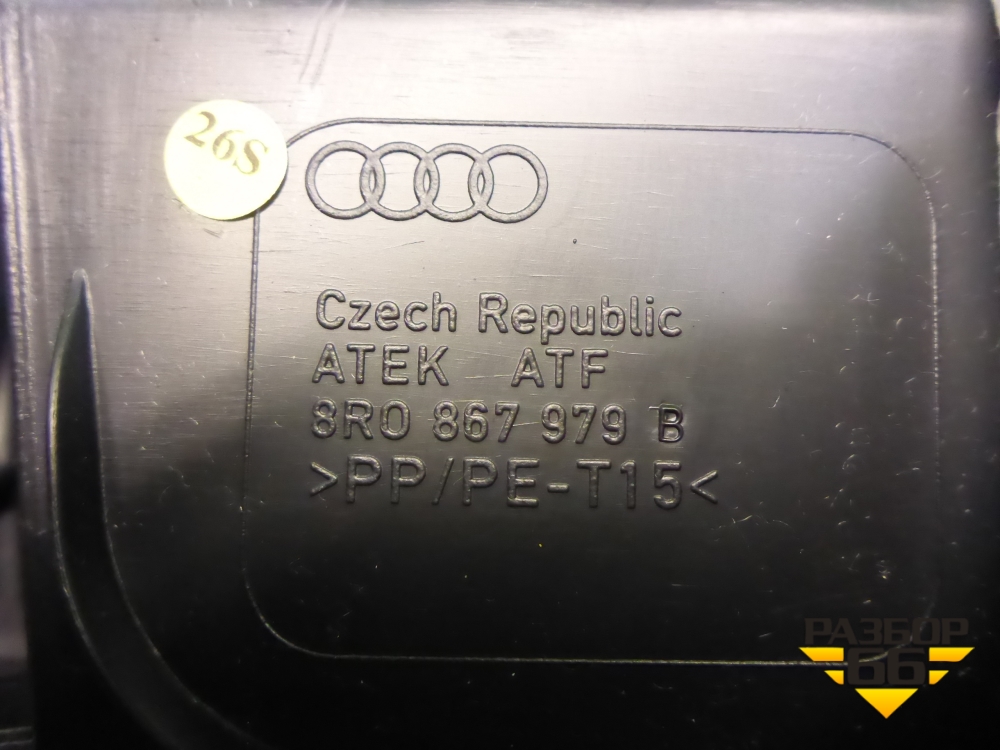 26S
Czech Republic
ATEK ATF
8R0 867 979 B
>PP/PE-T15<
РАЗБОР
66